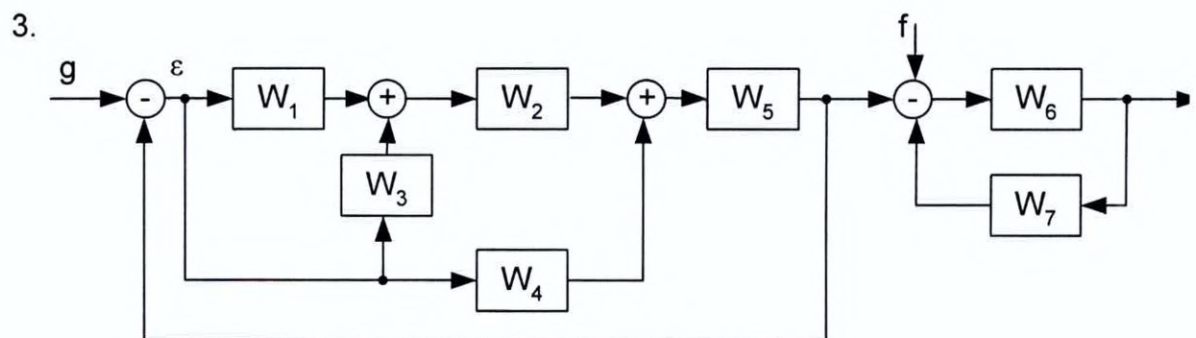 3.
f
g - ε W₁ + W₂ + W₅ - W₆
W₃
W₇
W₄